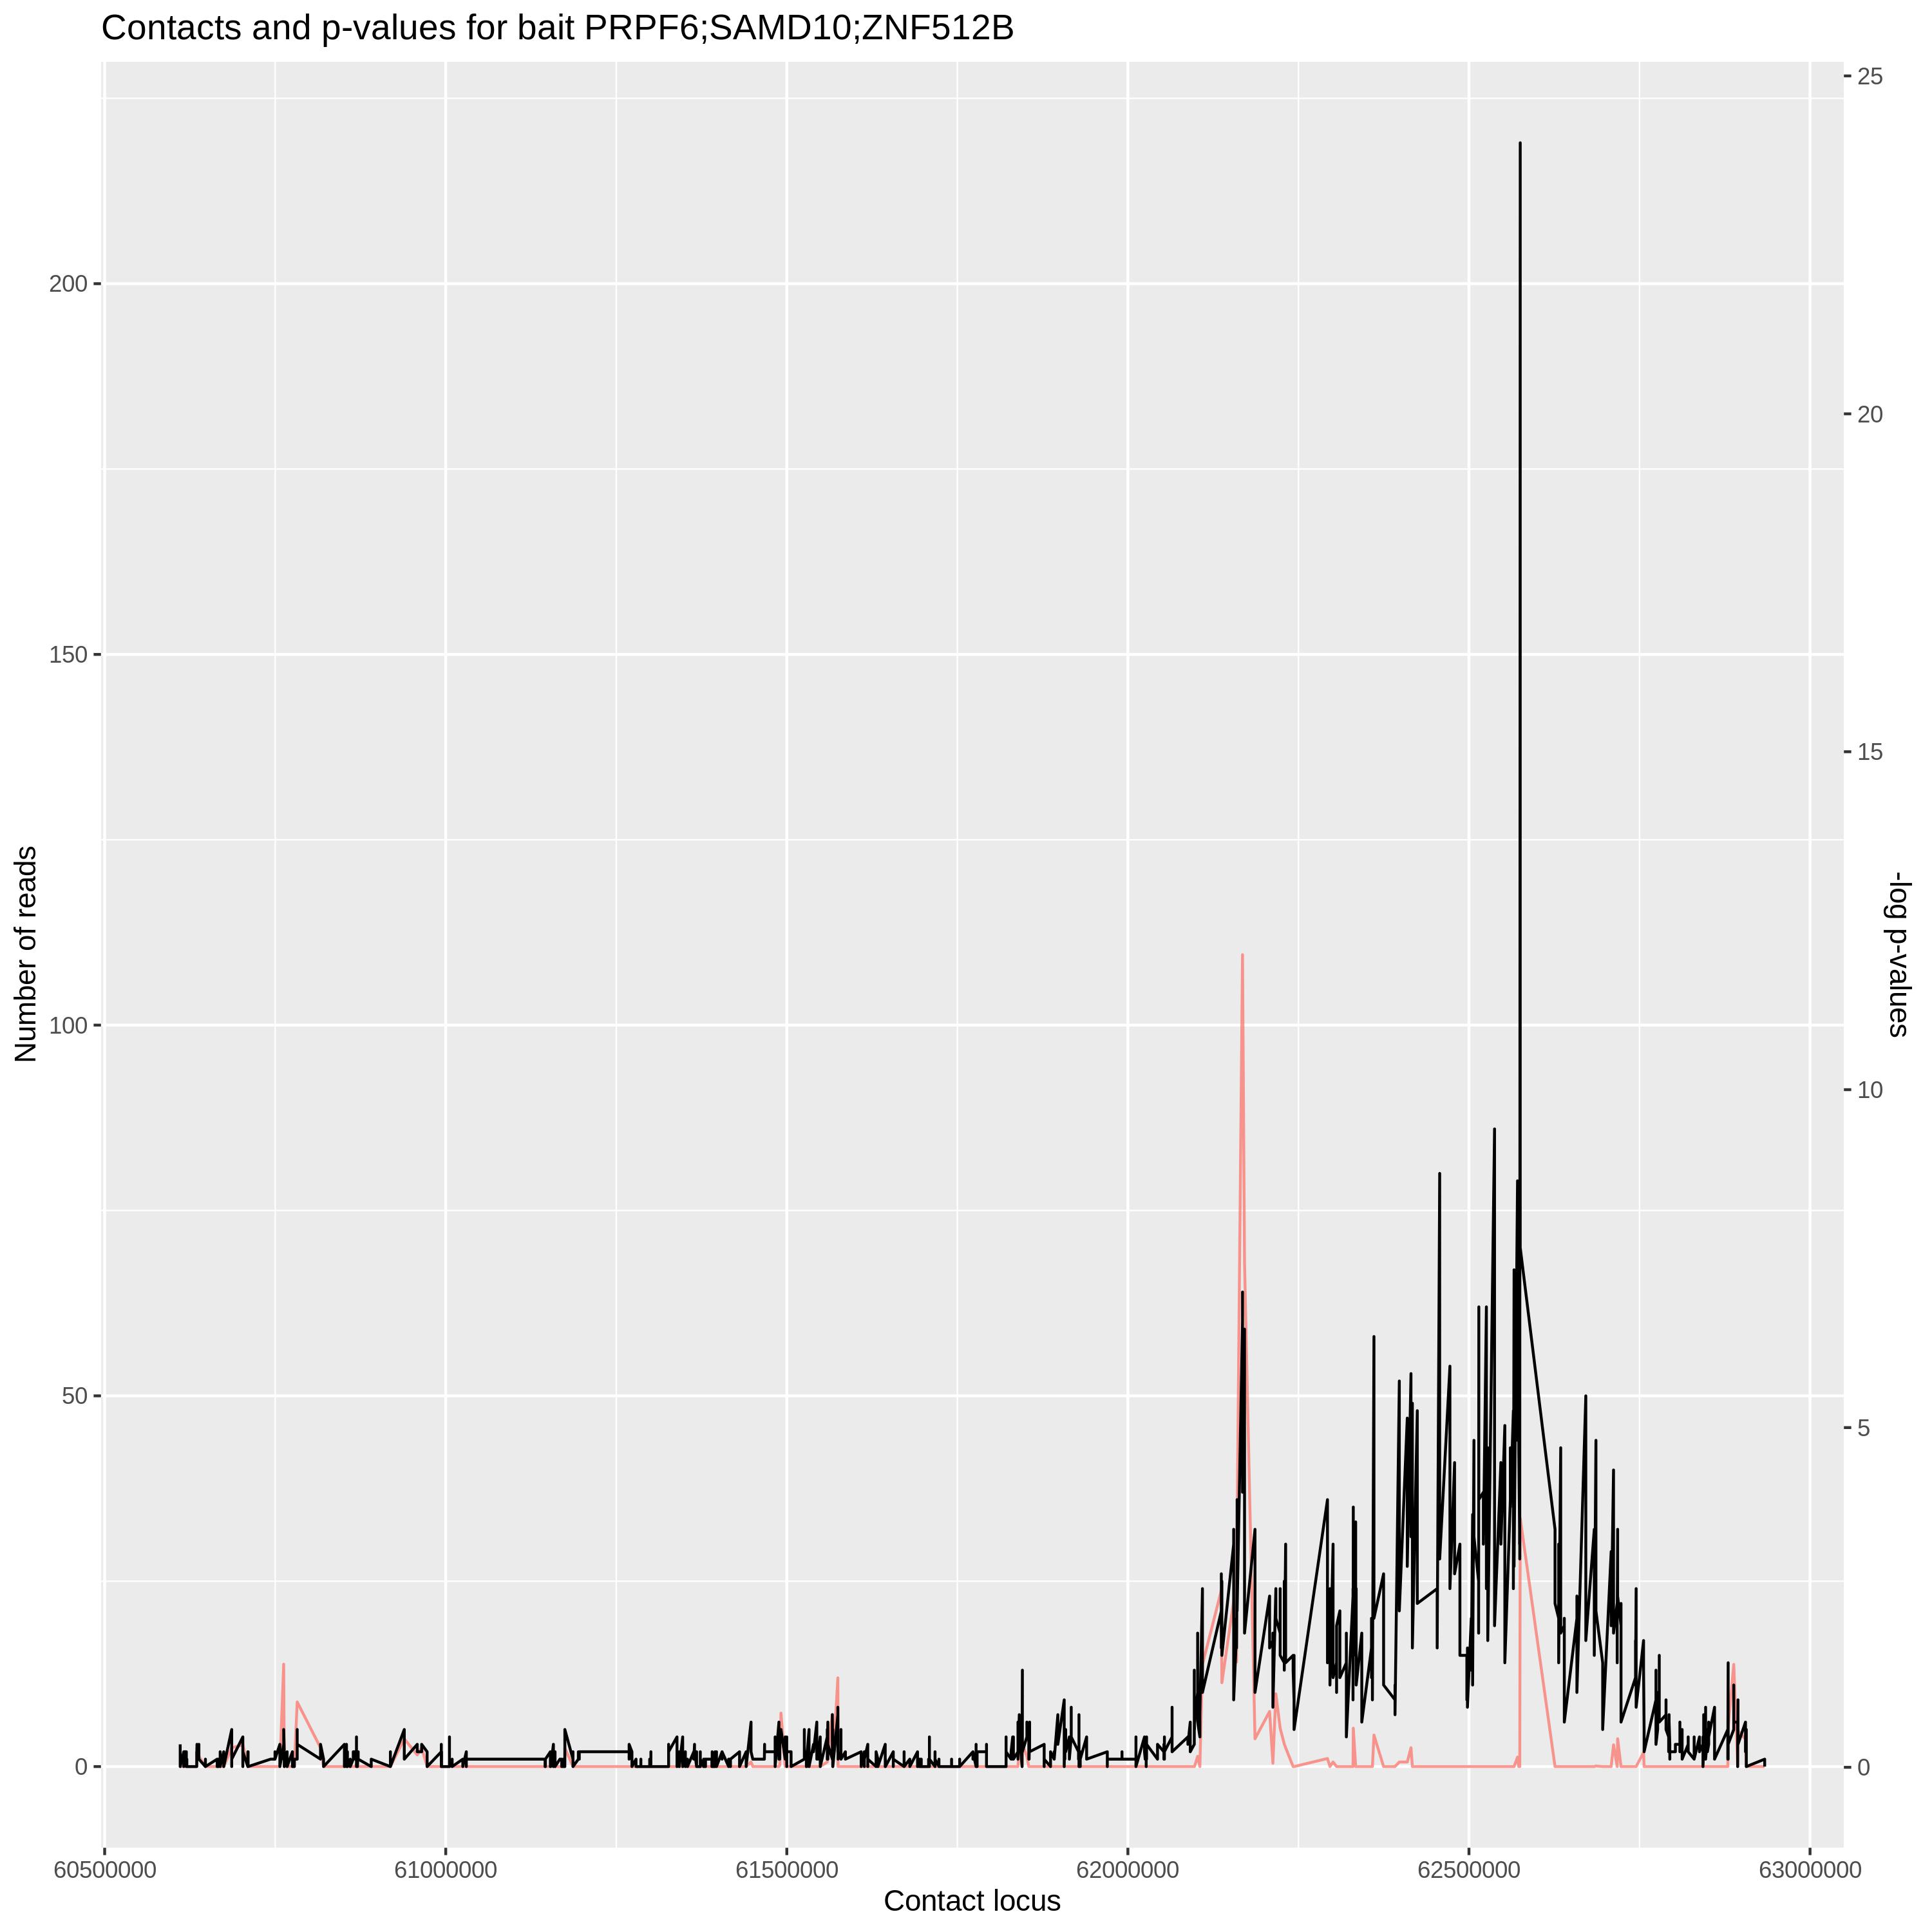 Contacts and p-values for bait PRPF6;SAMD10;ZNF512B
Number of reads
200
150
100
50
0
25
20
15
10
5
0
-log p-values
60500000 61000000 61500000 62000000 62500000 63000000
Contact locus